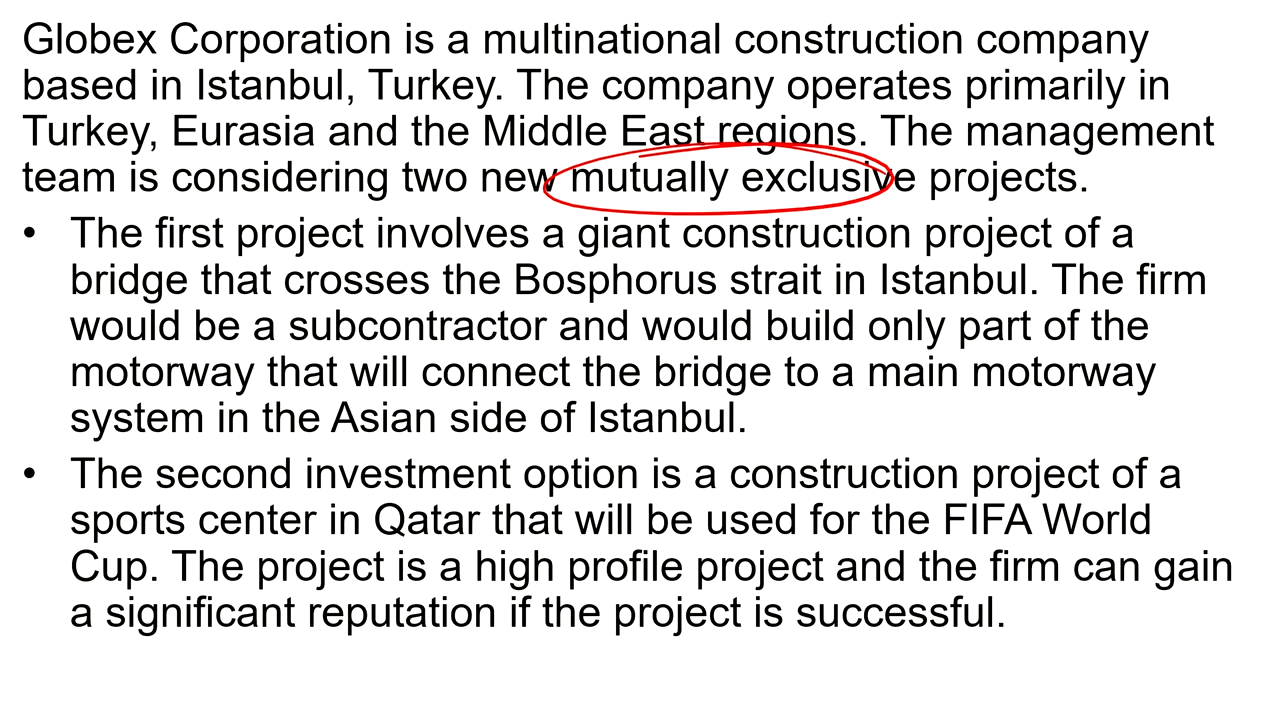 Globex Corporation is a multinational construction company
based in Istanbul, Turkey. The company operates primarily in
Turkey, Eurasia and the Middle East regions. The management
team is considering two new mutually exclusive projects.
• The first project involves a giant construction project of a
bridge that crosses the Bosphorus strait in Istanbul. The firm
would be a subcontractor and would build only part of the
motorway that will connect the bridge to a main motorway
system in the Asian side of Istanbul.
• The second investment option is a construction project of a
sports center in Qatar that will be used for the FIFA World
Cup. The project is a high profile project and the firm can gain
a significant reputation if the project is successful.